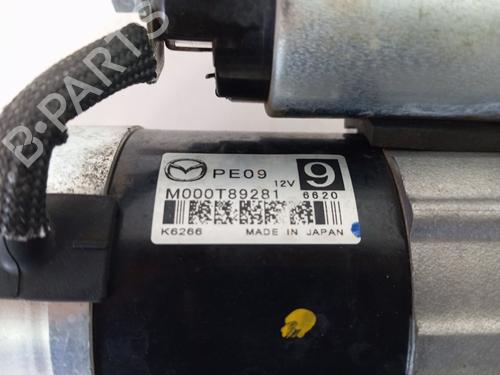 B-PARTS
PE09
12V
9
M000T89281
6620
K6266
MADE IN JAPAN